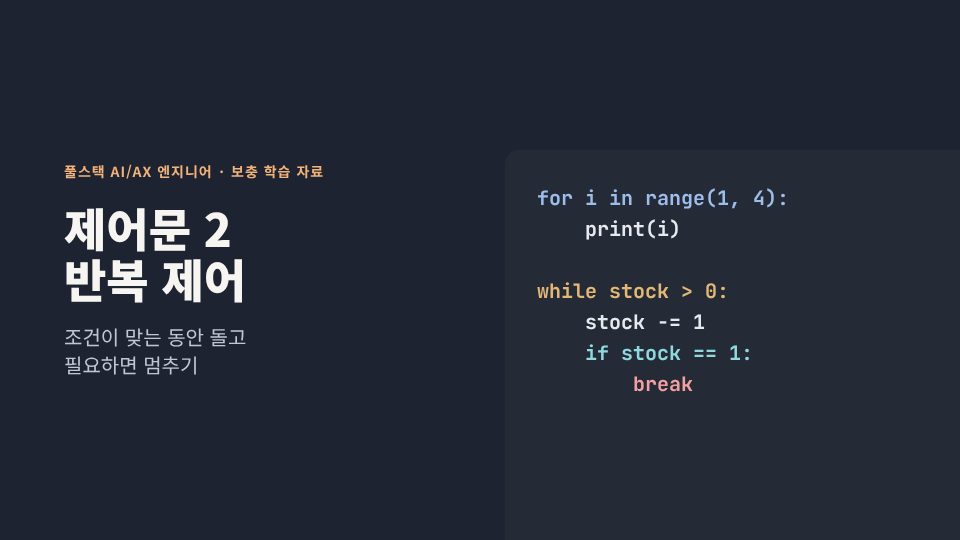 풀스택 AI/AX 엔지니어 · 보충 학습 자료
제어문 2
반복 제어
조건이 맞는 동안 돌고
필요하면 멈추기
for i in range(1, 4):
    print(i)
while stock > 0:
    stock -= 1
    if stock == 1:
        break